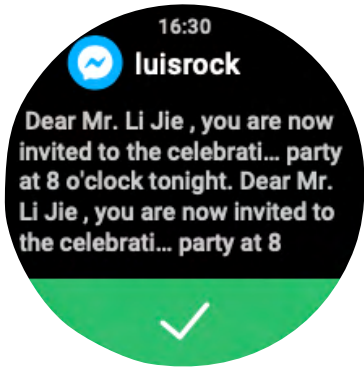 16:30
luisrock
Dear Mr. Li Jie , you are now
invited to the celebrati... party
at 8 o'clock tonight. Dear Mr.
Li Jie , you are now invited to
the celebrati... party at 8